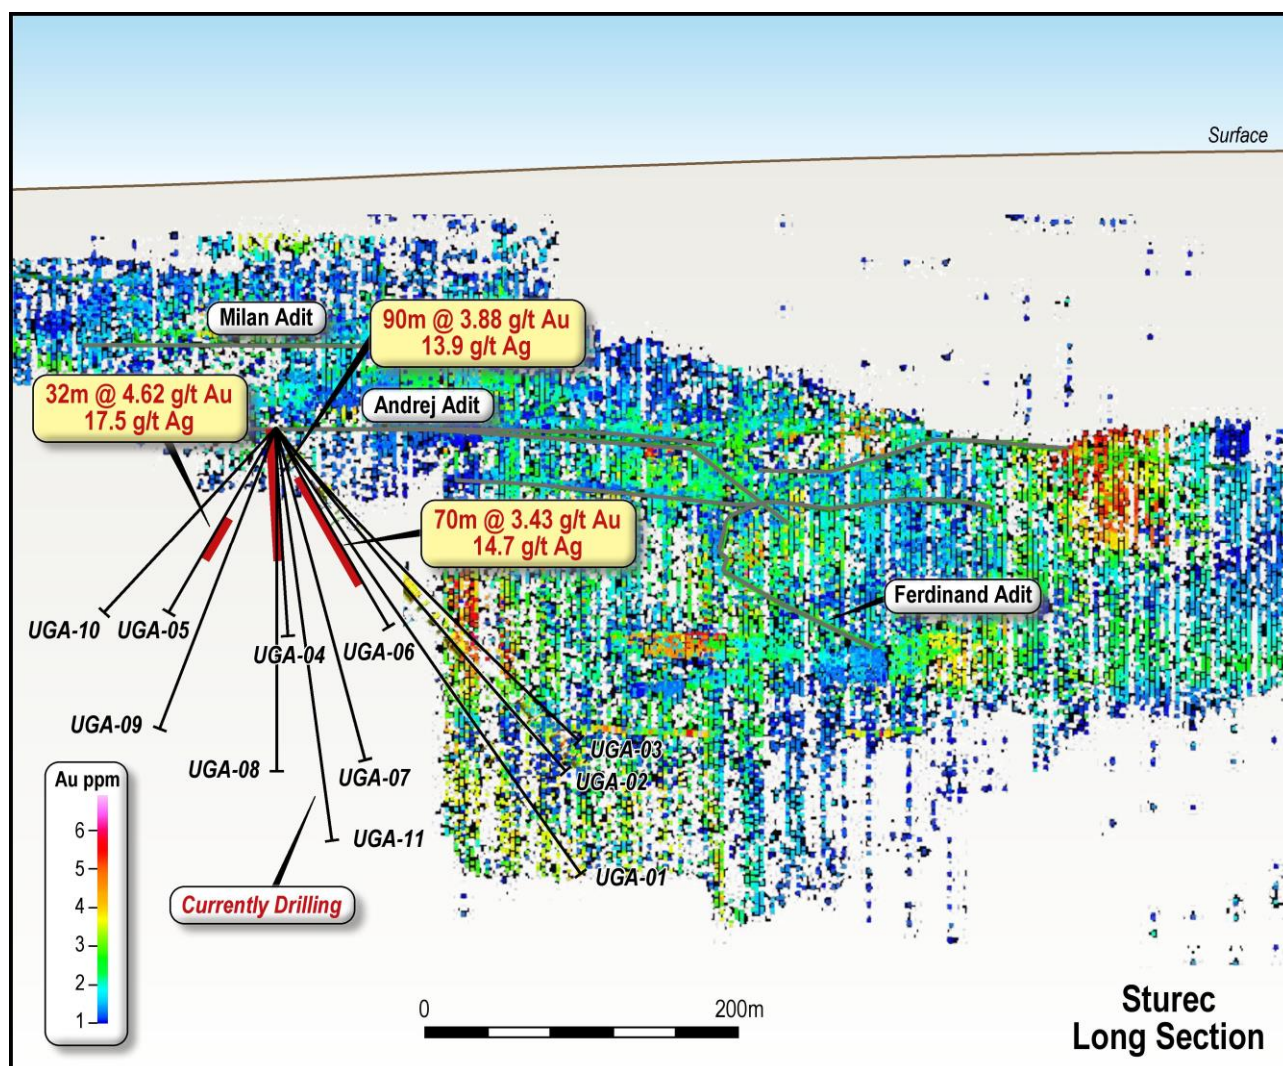 Surface
Milan Adit
90m @ 3.88 g/t Au
13.9 g/t Ag
32m @ 4.62 g/t Au
17.5 g/t Ag
Andrej Adit
70m @ 3.43 g/t Au
14.7 g/t Ag
Ferdinand Adit
UGA-10
UGA-05
UGA-04
UGA-06
UGA-09
UGA-03
UGA-08
UGA-07
UGA-02
UGA-11
UGA-01
Au ppm
6
5
4
3
2
1
Currently Drilling
0
200m
Sturec
Long Section